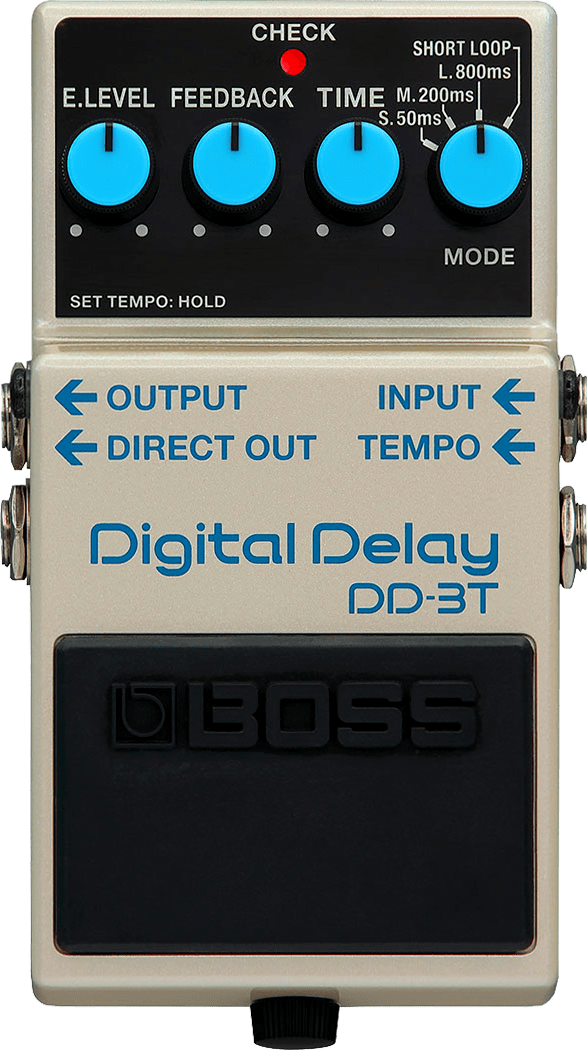 CHECK
E.LEVEL FEEDBACK TIME
SHORT LOOP
L.800ms
M.200ms
S.50ms
MODE
SET TEMPO: HOLD
OUTPUT INPUT
DIRECT OUT TEMPO
Digital Delay
DD-3T
BOSS